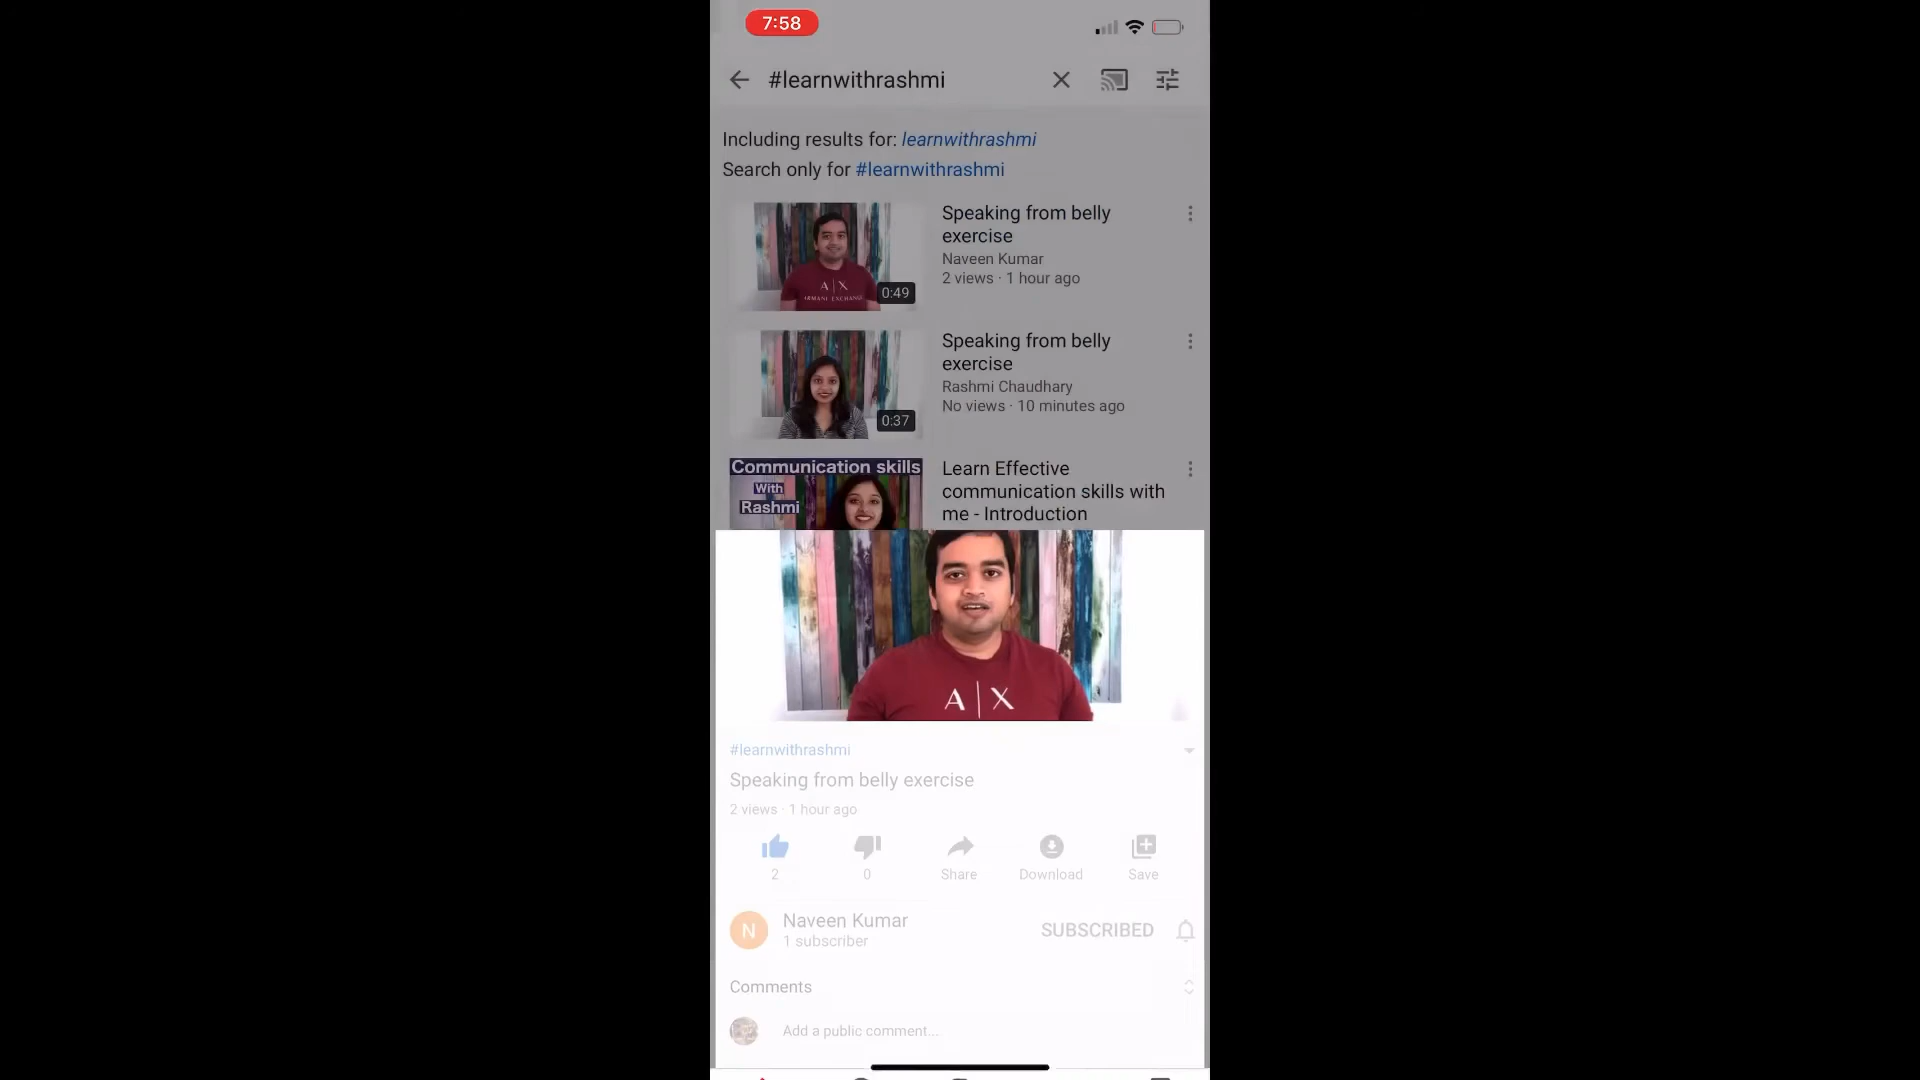 7:58
#learnwithrashmi
Including results for: learnwithrashmi
Search only for #learnwithrashmi
A|X
ARMANI EXCHANGE
0:49
Speaking from belly
exercise
Naveen Kumar
2 views · 1 hour ago
0:37
Speaking from belly
exercise
Rashmi Chaudhary
No views · 10 minutes ago
Communication skills
With
Rashmi
Learn Effective
communication skills with
me - Introduction
A|X
#learnwithrashmi
Speaking from belly exercise
2 views · 1 hour ago
2
0
Share
Download
Save
N
Naveen Kumar
1 subscriber
SUBSCRIBED
Comments
Add a public comment...